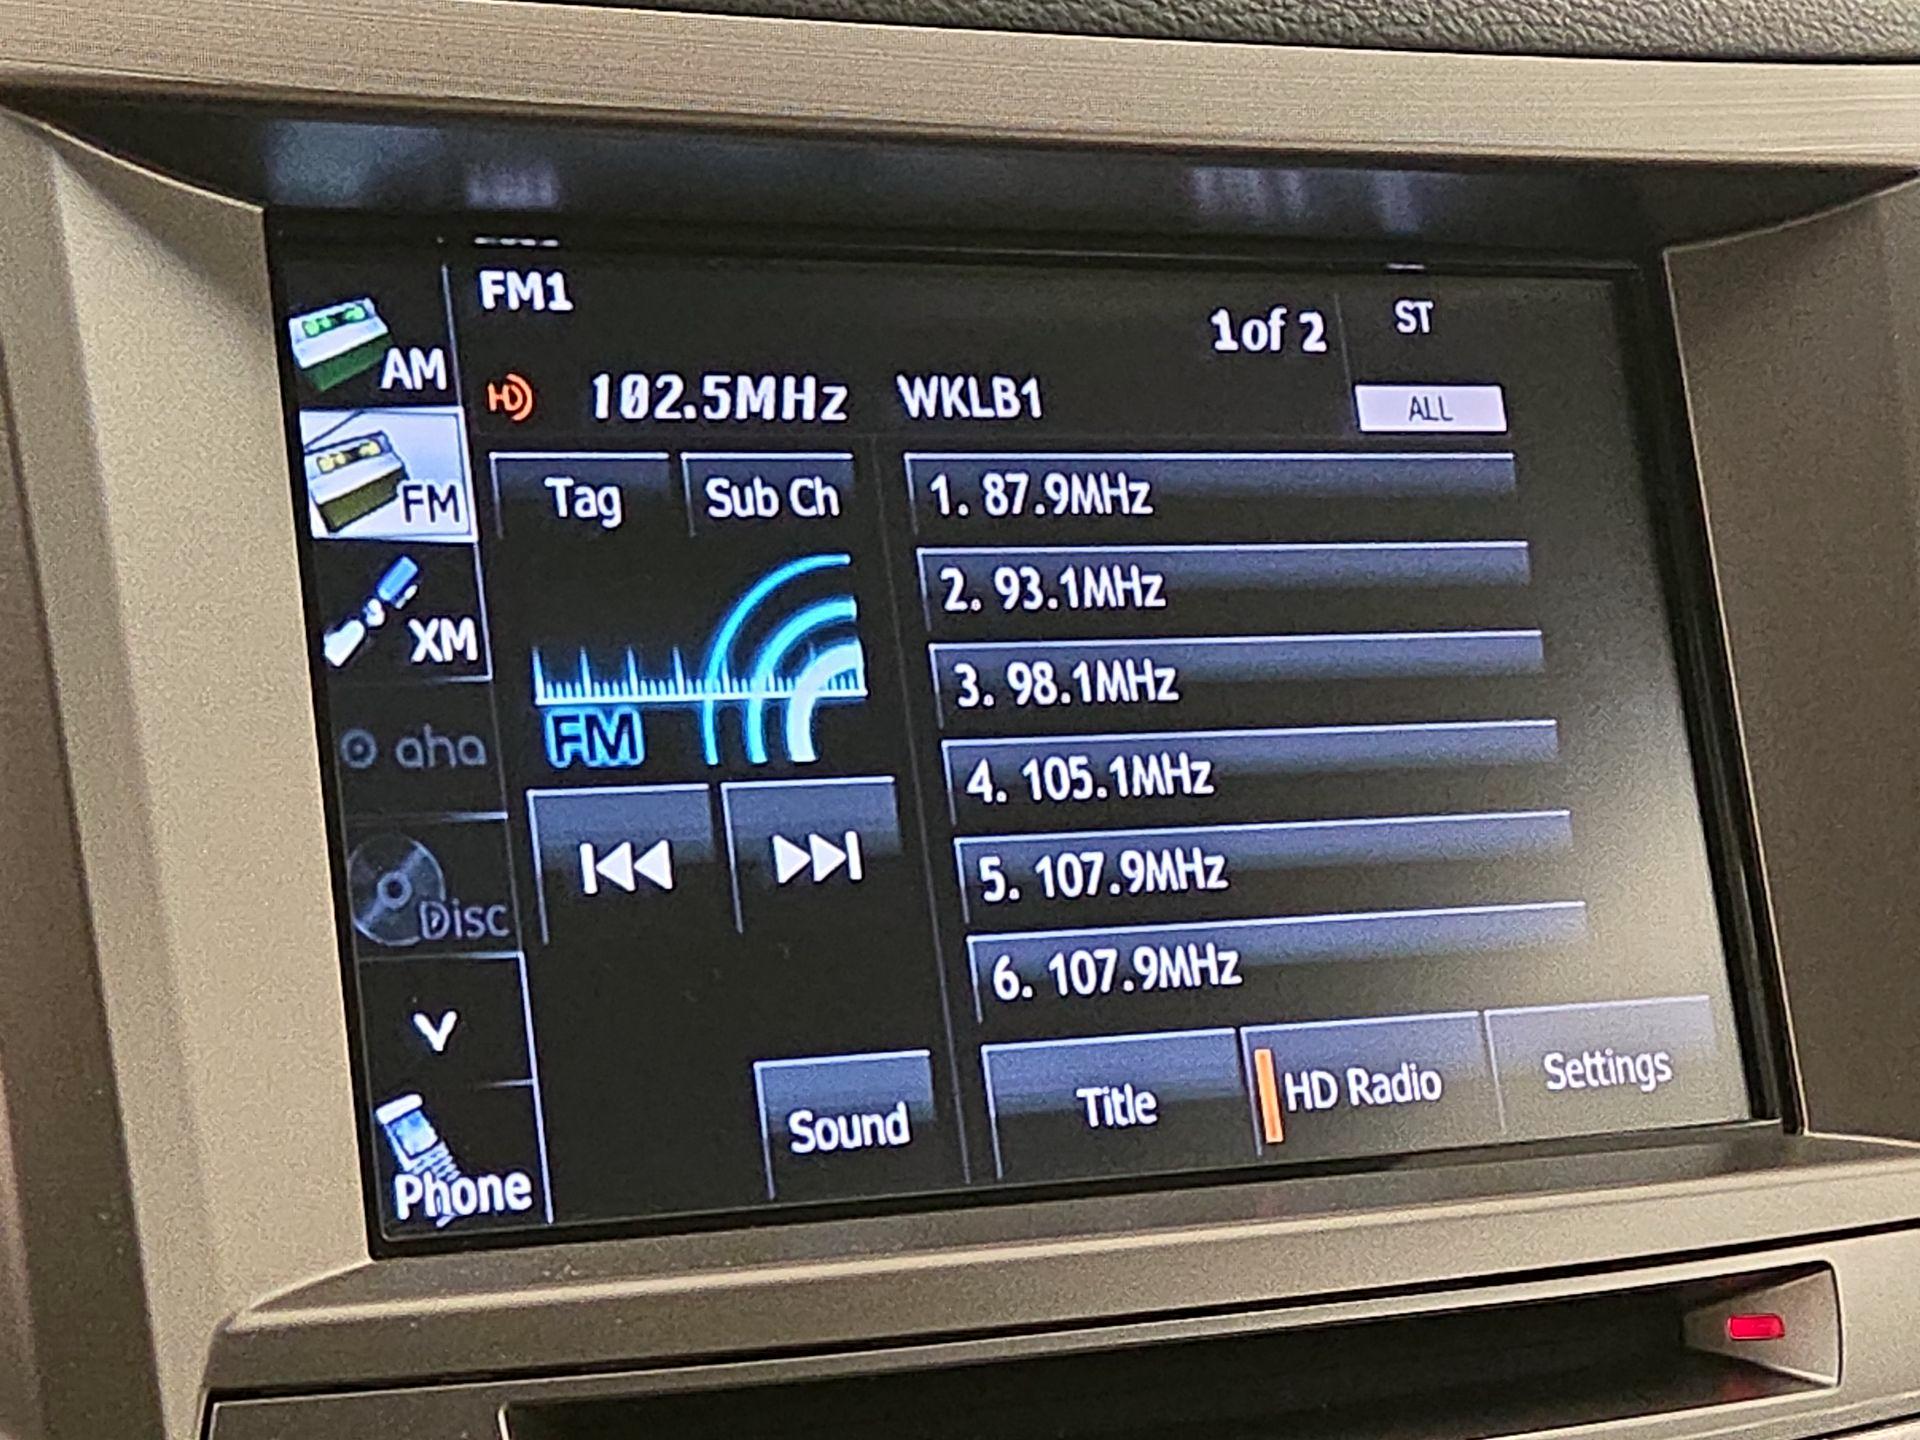 FM1
1of 2
ST
HD 102.5MHz WKLB1
ALL
AM
FM
XM
aha
Disc
Phone
Tag
Sub Ch
FM
1. 87.9MHz
2. 93.1MHz
3. 98.1MHz
4. 105.1MHz
5. 107.9MHz
6. 107.9MHz
Sound
Title
HD Radio
Settings